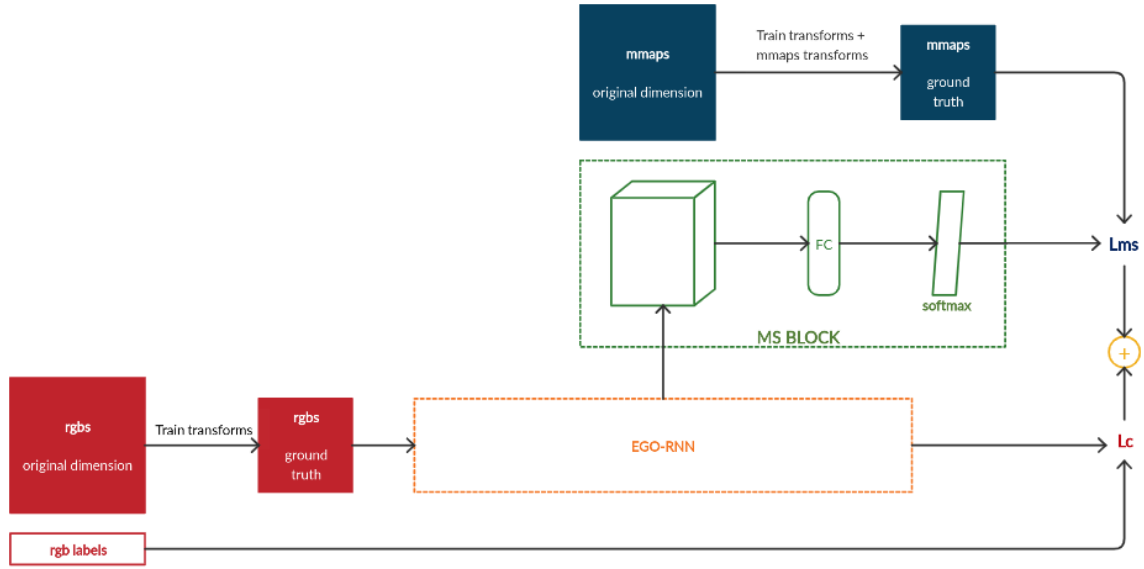 mmaps
original dimension
Train transforms +
mmaps transforms
mmaps
ground
truth
FC
softmax
MS BLOCK
Lms
+
rgbs
original dimension
Train transforms
rgbs
ground
truth
EGO-RNN
Lc
rgb labels